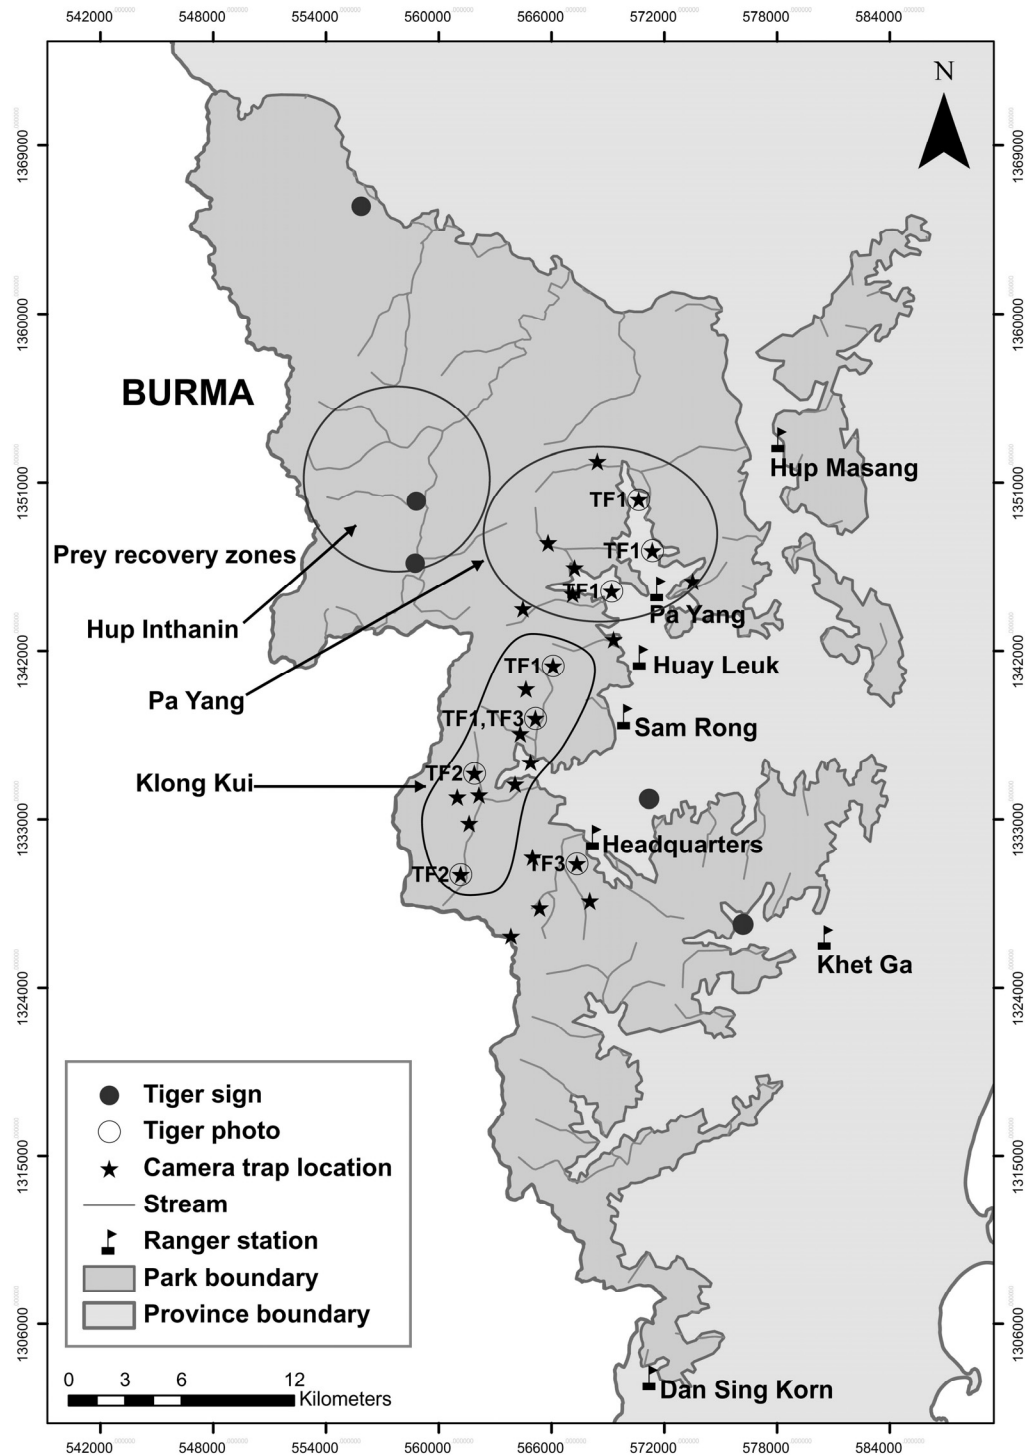 542000 548000 554000 560000 566000 572000 578000 584000
N
1369000 1369000
1360000 1360000
BURMA
Hup Masang
1351000 1351000
TF1
TF1
Prey recovery zones
TF1
Pa Yang
Hup Inthanin
1342000 1342000
Huay Leuk
TF1
Pa Yang
TF1,TF3
Sam Rong
TF2
Klong Kui
1333000 1333000
Headquarters
TF3
TF2
Khet Ga
1324000 1324000
Tiger sign
Tiger photo
Camera trap location
Stream
Ranger station
Park boundary
Province boundary
1315000 1315000
1306000 1306000
0 3 6 12
Kilometers
Dan Sing Korn
542000 548000 554000 560000 566000 572000 578000 584000